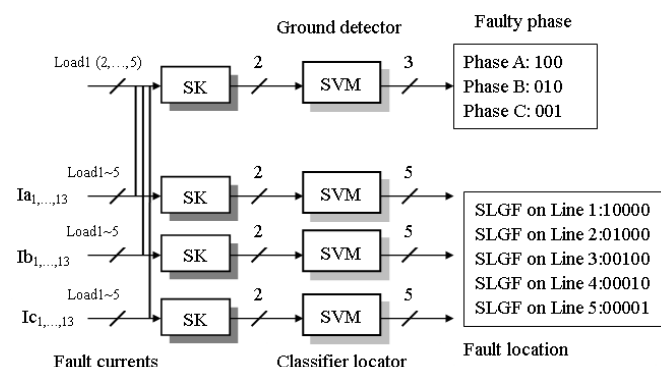 Ground detector
Faulty phase
Load1 (2,…,5)
SK
2
SVM
3
Phase A: 100
Phase B: 010
Phase C: 001
Load1~5
Ia1,…,13
SK
2
SVM
5
Load1~5
Ib1,…,13
SK
2
SVM
5
Load1~5
Ic1,…,13
SK
2
SVM
5
SLGF on Line 1:10000
SLGF on Line 2:01000
SLGF on Line 3:00100
SLGF on Line 4:00010
SLGF on Line 5:00001
Fault currents
Classifier locator
Fault location